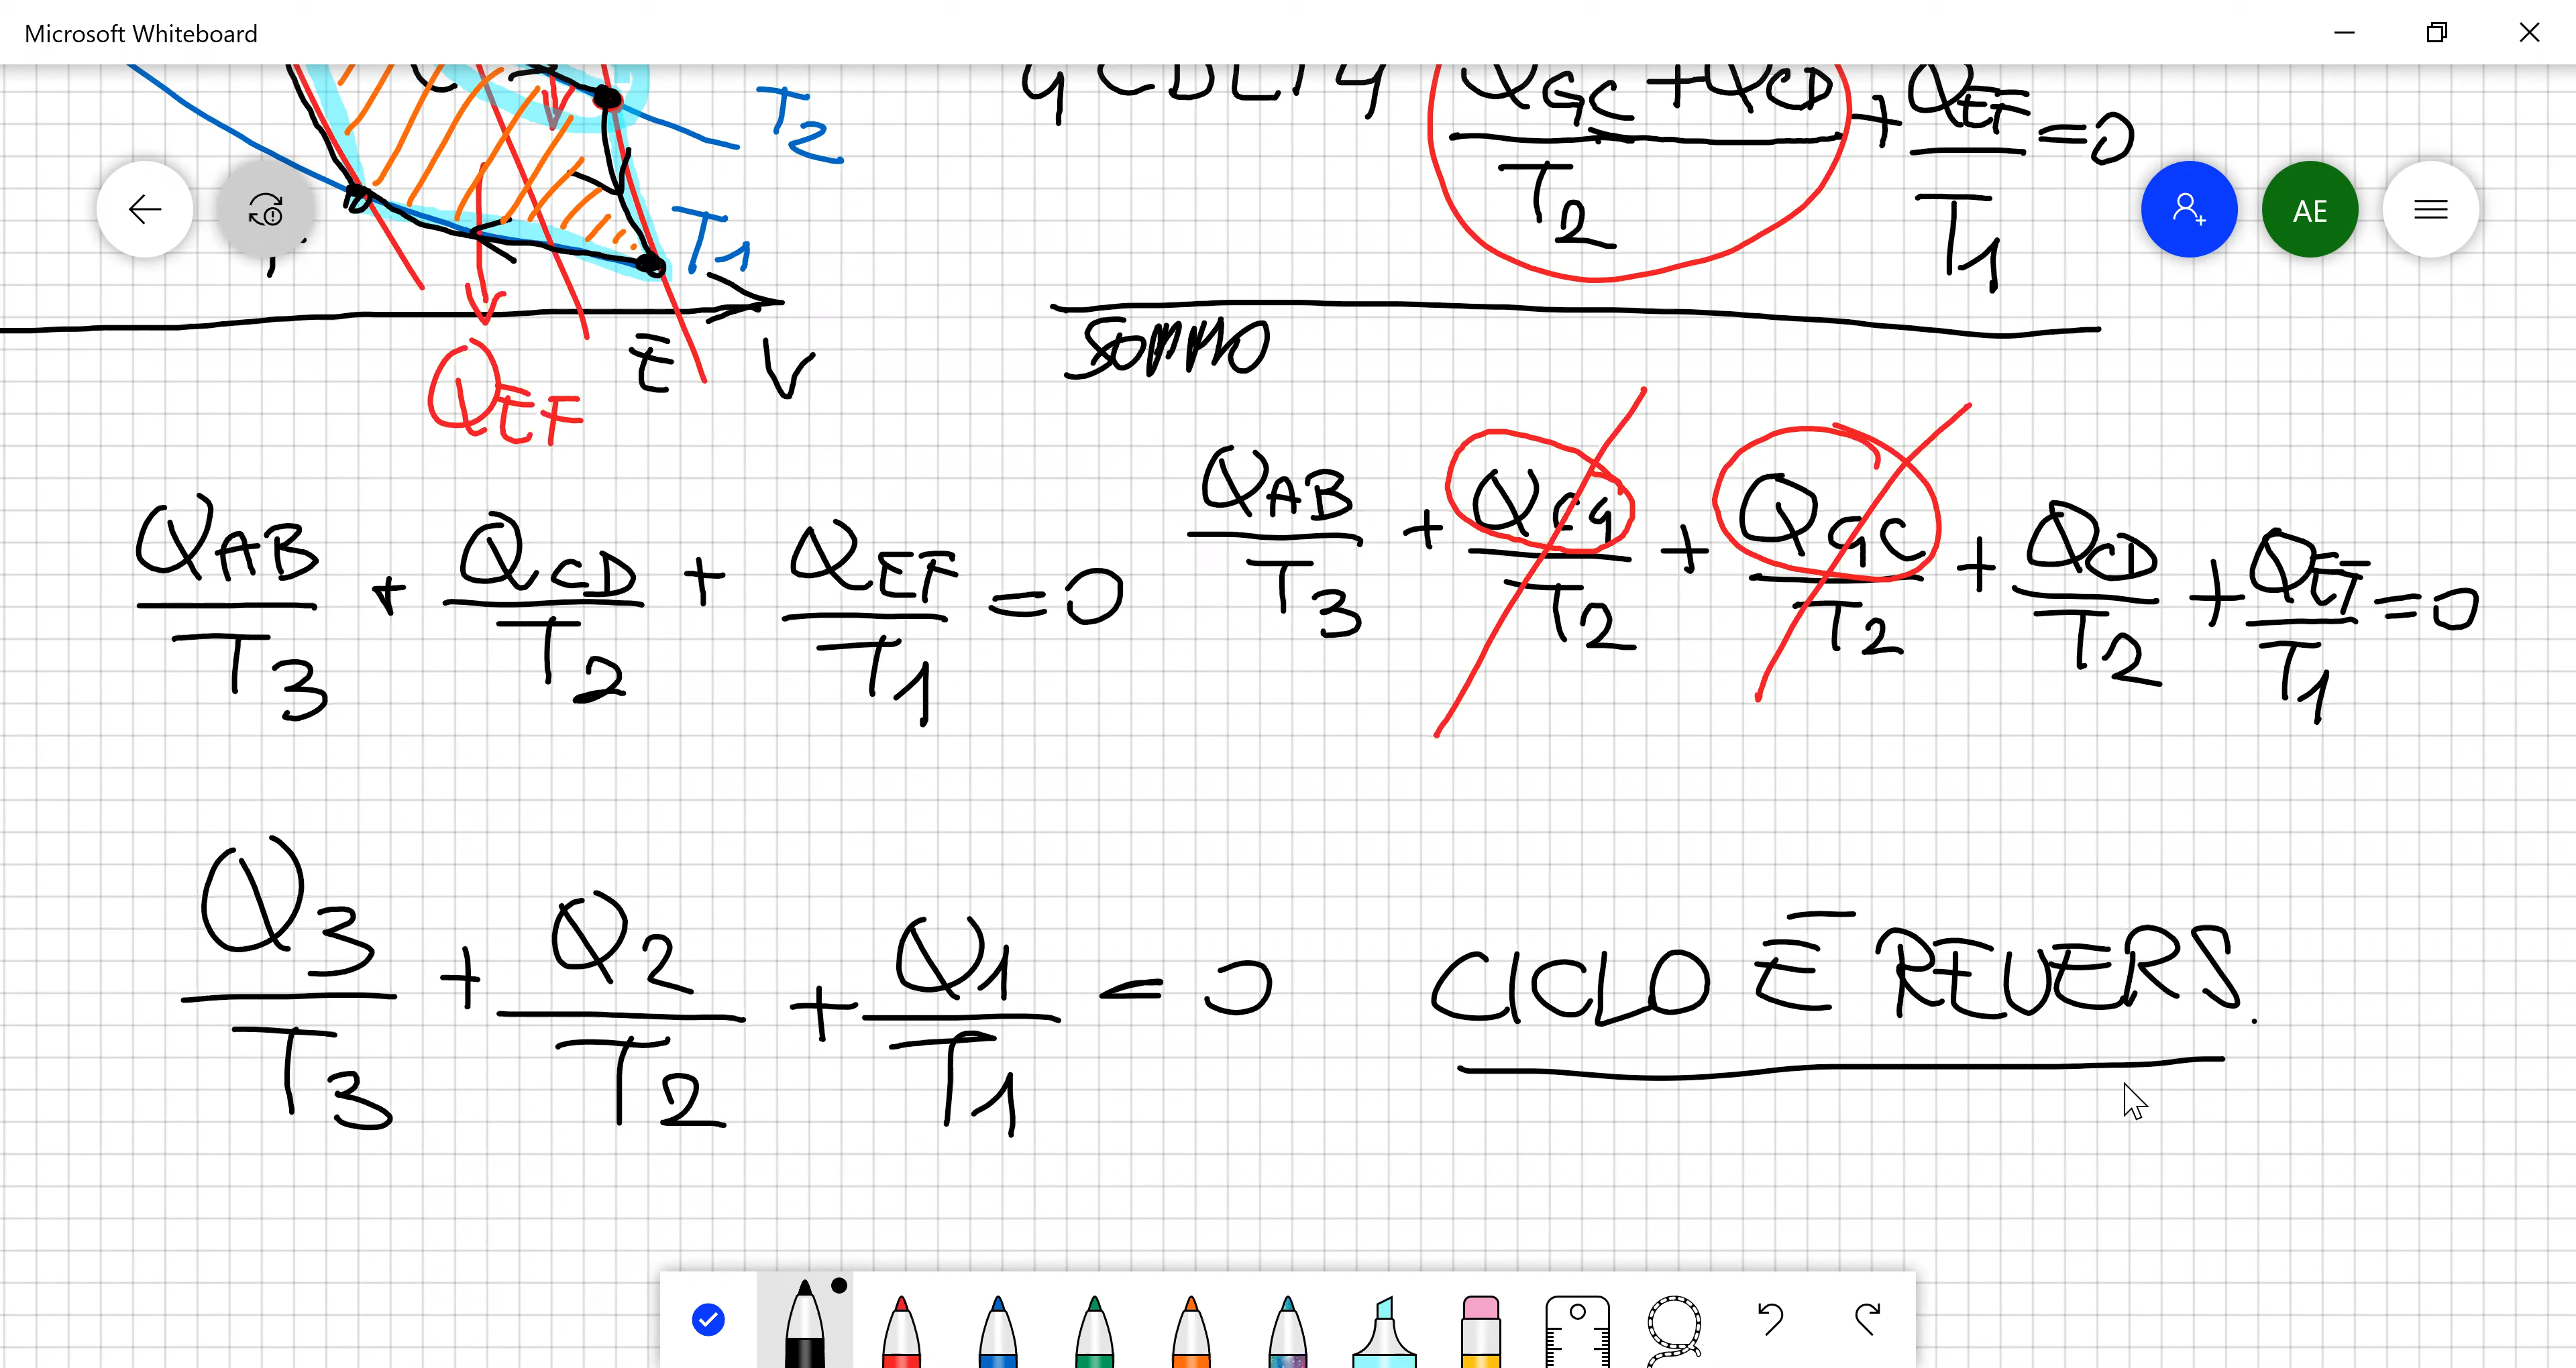 Microsoft Whiteboard
T2
T1
E V
QEF
QGC + QCD / T2 + QEF / T1 = 0
SOMMO
QAB / T3 + QCG / T2 + QGC / T2 + QCD / T2 + QEF / T1 = 0
QAB / T3 + QCD / T2 + QEF / T1 = 0
Q3 / T3 + Q2 / T2 + Q1 / T1 = 0
CICLO È REVERS.
AE